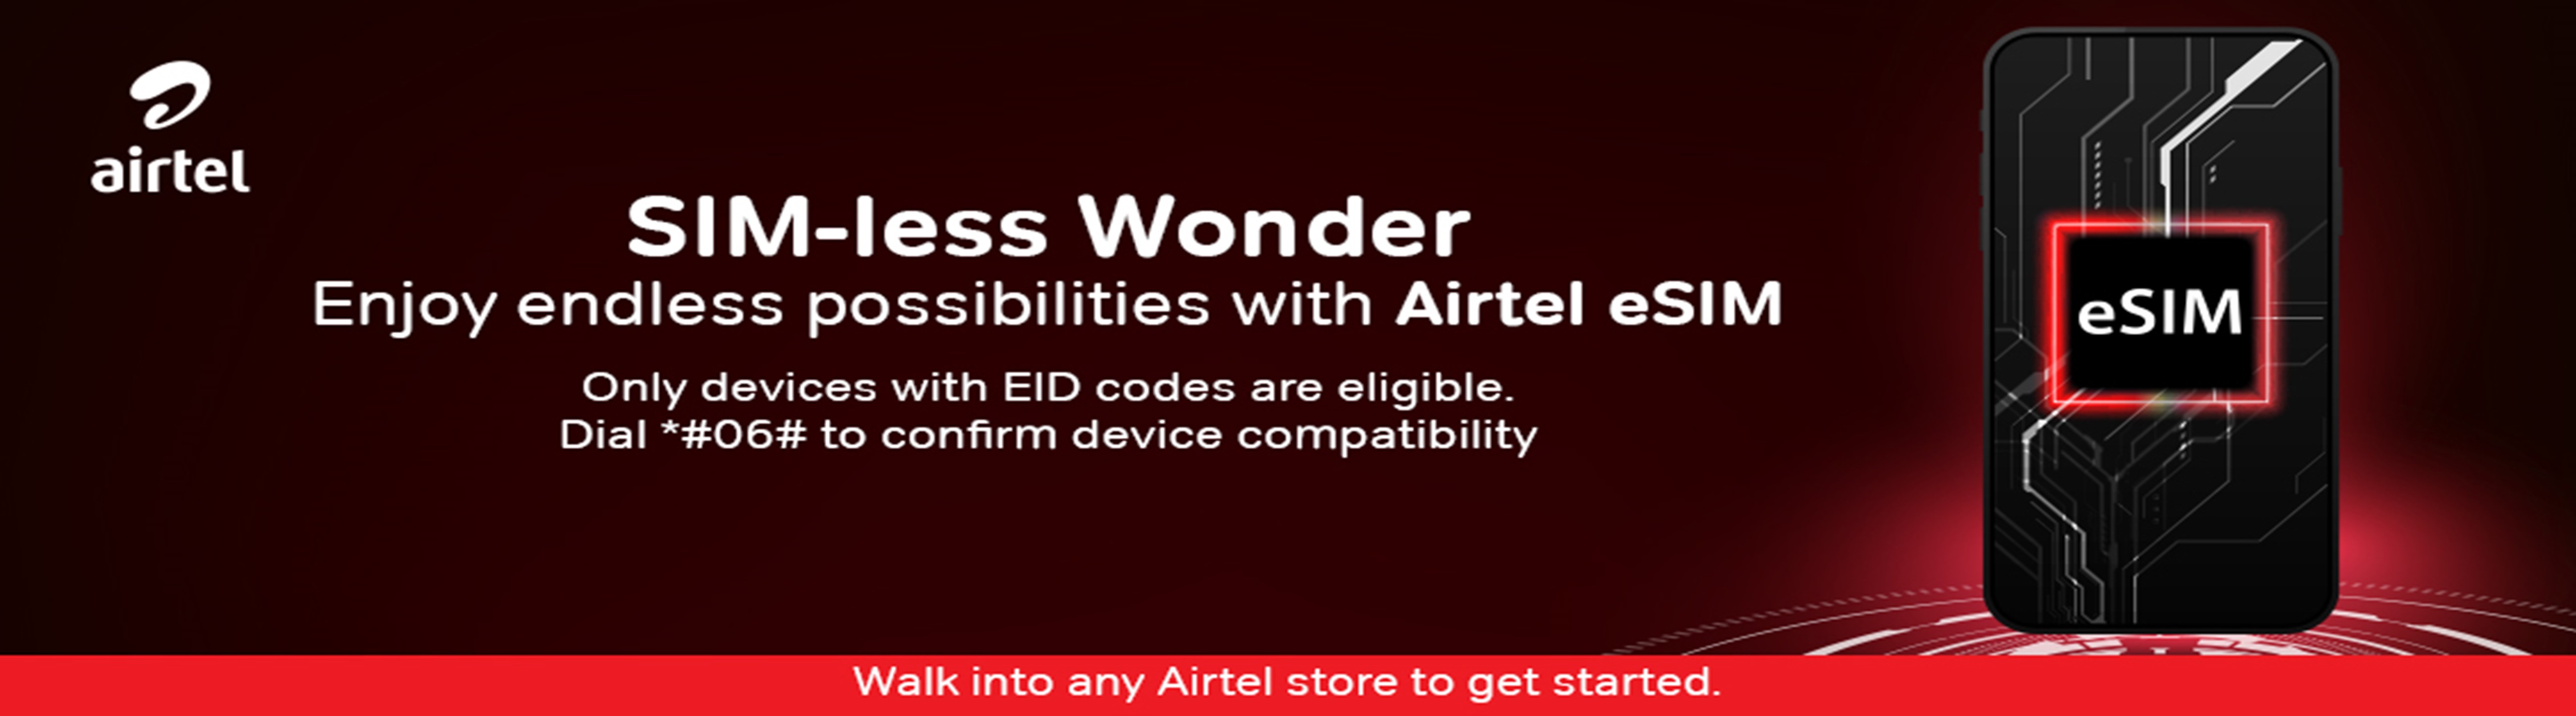 airtel
SIM-less Wonder
Enjoy endless possibilities with Airtel eSIM
Only devices with EID codes are eligible.
Dial *#06# to confirm device compatibility
eSIM
Walk into any Airtel store to get started.